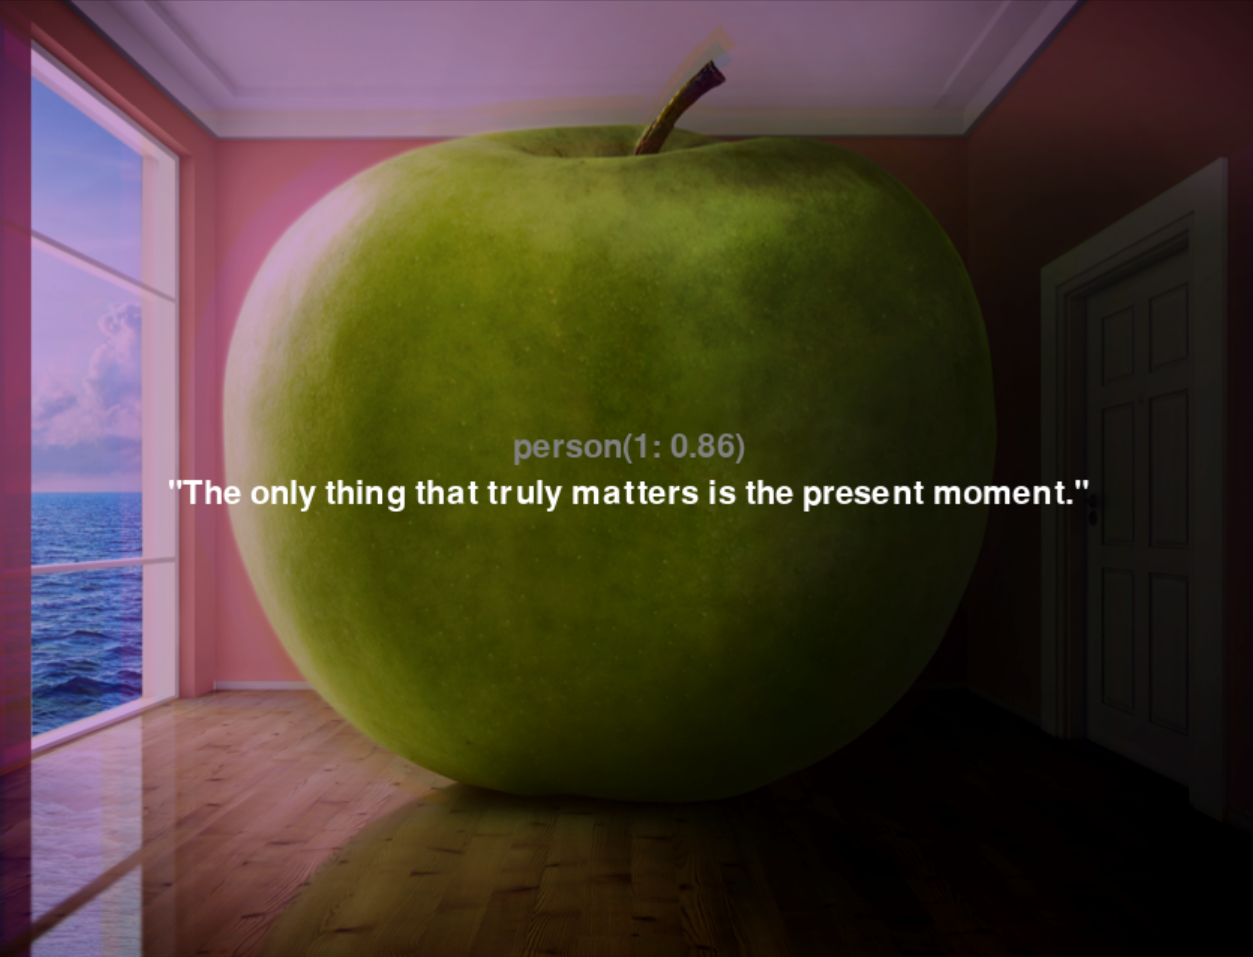 person(1: 0.86)
"The only thing that truly matters is the present moment."